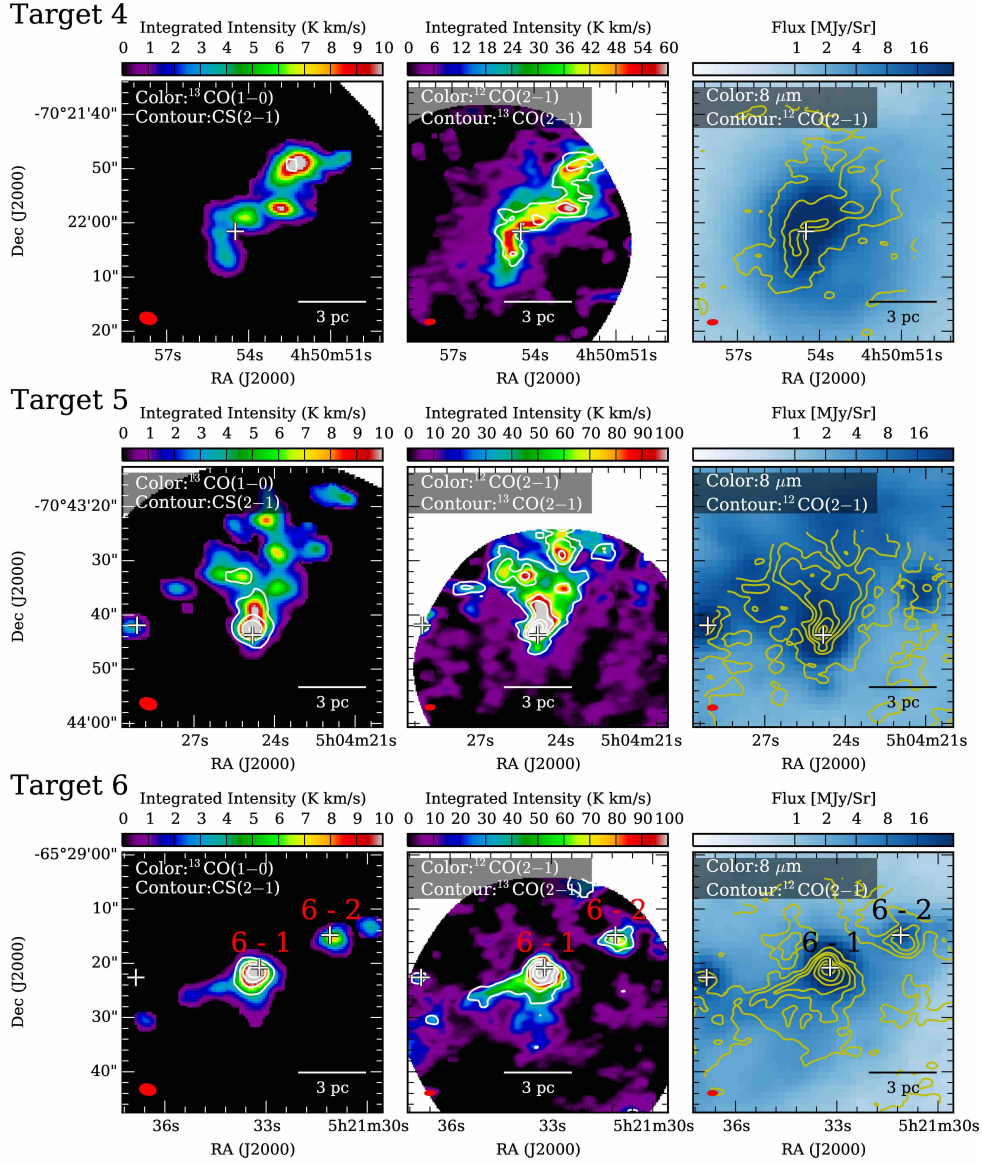 Target 4
Integrated Intensity (K km/s)
0 1 2 3 4 5 6 7 8 9 10
Integrated Intensity (K km/s)
0 6 12 18 24 30 36 42 48 54 60
Flux [MJy/Sr]
1 2 4 8 16
Color:¹³CO(1−0)
Contour:CS(2−1)
Color:¹²CO(2−1)
Contour:¹³CO(2−1)
Color:8 μm
Contour:¹²CO(2−1)
Dec (J2000)
-70°21'40"
50"
22'00"
10"
20"
3 pc
3 pc
3 pc
57s 54s 4h50m51s
57s 54s 4h50m51s
57s 54s 4h50m51s
RA (J2000)
RA (J2000)
RA (J2000)
Target 5
Integrated Intensity (K km/s)
0 1 2 3 4 5 6 7 8 9 10
Integrated Intensity (K km/s)
0 10 20 30 40 50 60 70 80 90 100
Flux [MJy/Sr]
1 2 4 8 16
Color:¹³CO(1−0)
Contour:CS(2−1)
Color:¹²CO(2−1)
Contour:¹³CO(2−1)
Color:8 μm
Contour:¹²CO(2−1)
Dec (J2000)
-70°43'20"
30"
40"
50"
44'00"
3 pc
3 pc
3 pc
27s 24s 5h04m21s
27s 24s 5h04m21s
27s 24s 5h04m21s
RA (J2000)
RA (J2000)
RA (J2000)
Target 6
Integrated Intensity (K km/s)
0 1 2 3 4 5 6 7 8 9 10
Integrated Intensity (K km/s)
0 10 20 30 40 50 60 70 80 90 100
Flux [MJy/Sr]
1 2 4 8 16
Color:¹³CO(1−0)
Contour:CS(2−1)
Color:¹²CO(2−1)
Contour:¹³CO(2−1)
Color:8 μm
Contour:¹²CO(2−1)
Dec (J2000)
-65°29'00"
10"
20"
30"
40"
6 - 2
6 - 1
6 - 2
6 - 1
6 - 2
6 - 1
3 pc
3 pc
3 pc
36s 33s 5h21m30s
36s 33s 5h21m30s
36s 33s 5h21m30s
RA (J2000)
RA (J2000)
RA (J2000)